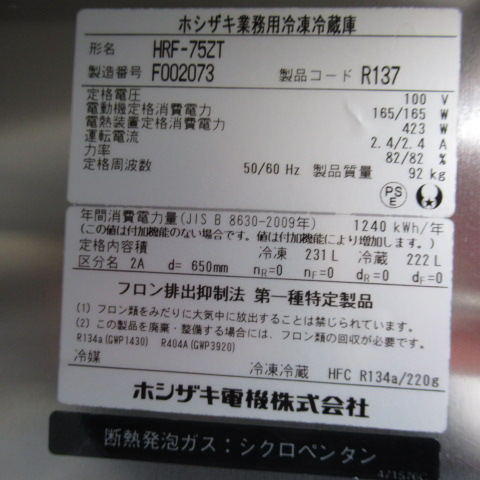 ホシザキ業務用冷凍冷蔵庫
形名 HRF-75ZT
製造番号 F002073 製品コード R137
定格電圧 100 V
電動機定格消費電力 165/165 W
電熱装置定格消費電力 423 W
運転電流 2.4/2.4 A
力率 82/82 %
定格周波数 50/60 Hz 製品質量 92 kg
PS E
年間消費電力量(JIS B 8630-2009年) 1240 kWh/年
(この値は付加機能のない場合です。値は付加機能により増加します。)
定格内容積 冷凍 231 L 冷蔵 222 L
区分名 2A d= 650mm nR=0 nF=0 dR=0 dF=0
フロン排出抑制法 第一種特定製品
(1) フロン類をみだりに大気中に放出することは禁じられている。
(2) この製品を廃棄・整備する場合には、フロン類の回収が必要です。
R134a(GWP1430) R404A(GWP3920)
冷媒 冷凍冷蔵 HFC R134a/220g
ホシザキ電機株式会社
断熱発泡ガス:シクロペンタン